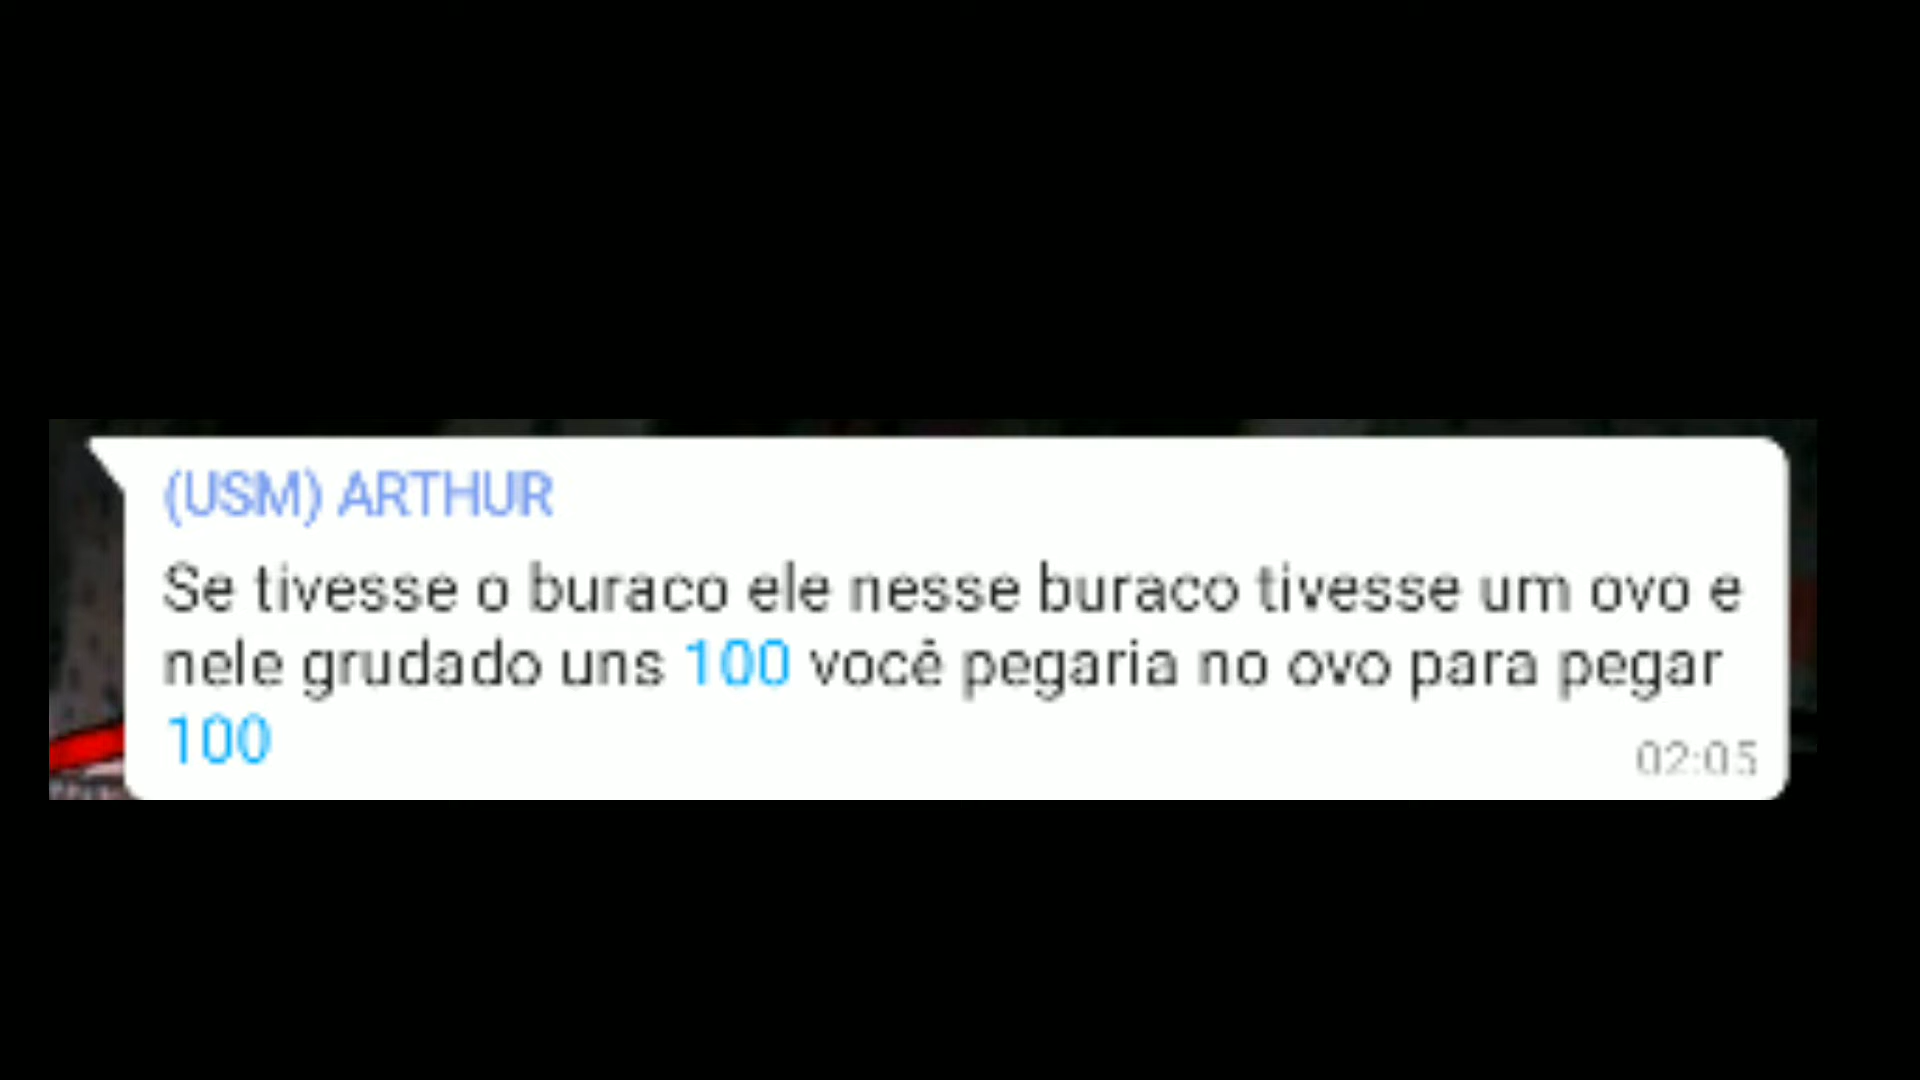 (USM) ARTHUR
Se tivesse o buraco ele nesse buraco tivesse um ovo e
nele grudado uns 100 você pegaria no ovo para pegar
100
02:05